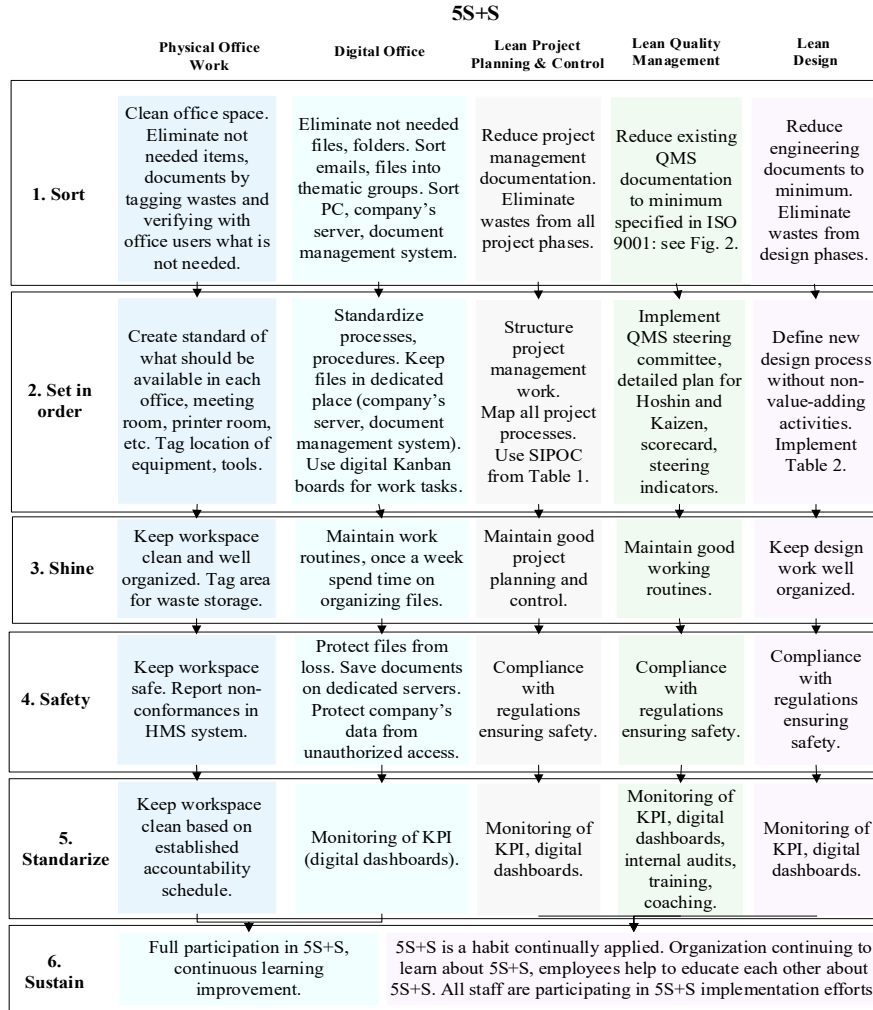 5S+S
Physical Office
Work
Digital Office
Lean Project
Planning & Control
Lean Quality
Management
Lean
Design
1. Sort
Clean office space.
Eliminate not
needed items,
documents by
tagging wastes and
verifying with
office users what is
not needed.
Eliminate not needed
files, folders. Sort
emails, files into
thematic groups. Sort
PC, company's
server, document
management system.
Reduce project
management
documentation.
Eliminate
wastes from all
project phases.
Reduce existing
QMS
documentation
to minimum
specified in ISO
9001: see Fig. 2.
Reduce
engineering
documents to
minimum.
Eliminate
wastes from
design phases.
2. Set in
order
Create standard of
what should be
available in each
office, meeting
room, printer room,
etc. Tag location of
equipment, tools.
Standardize
processes,
procedures. Keep
files in dedicated
place (company's
server, document
management system).
Use digital Kanban
boards for work tasks.
Structure
project
management
work.
Map all project
processes.
Use SIPOC
from Table 1.
Implement
QMS steering
committee,
detailed plan for
Hoshin and
Kaizen,
scorecard,
steering
indicators.
Define new
design process
without non-
value-adding
activities.
Implement
Table 2.
3. Shine
Keep workspace
clean and well
organized. Tag area
for waste storage.
Maintain work
routines, once a week
spend time on
organizing files.
Maintain good
project
planning and
control.
Maintain good
working
routines.
Keep design
work well
organized.
4. Safety
Keep workspace
safe. Report non-
conformances in
HMS system.
Protect files from
loss. Save documents
on dedicated servers.
Protect company's
data from
unauthorized access.
Compliance
with
regulations
ensuring safety.
Compliance
with
regulations
ensuring safety.
Compliance
with
regulations
ensuring
safety.
5.
Standarize
Keep workspace
clean based on
established
accountability
schedule.
Monitoring of KPI
(digital dashboards).
Monitoring of
KPI, digital
dashboards.
Monitoring of
KPI, digital
dashboards,
internal audits,
training,
coaching.
Monitoring of
KPI, digital
dashboards.
6.
Sustain
Full participation in 5S+S,
continuous learning
improvement.
5S+S is a habit continually applied. Organization continuing to
learn about 5S+S, employees help to educate each other about
5S+S. All staff are participating in 5S+S implementation efforts